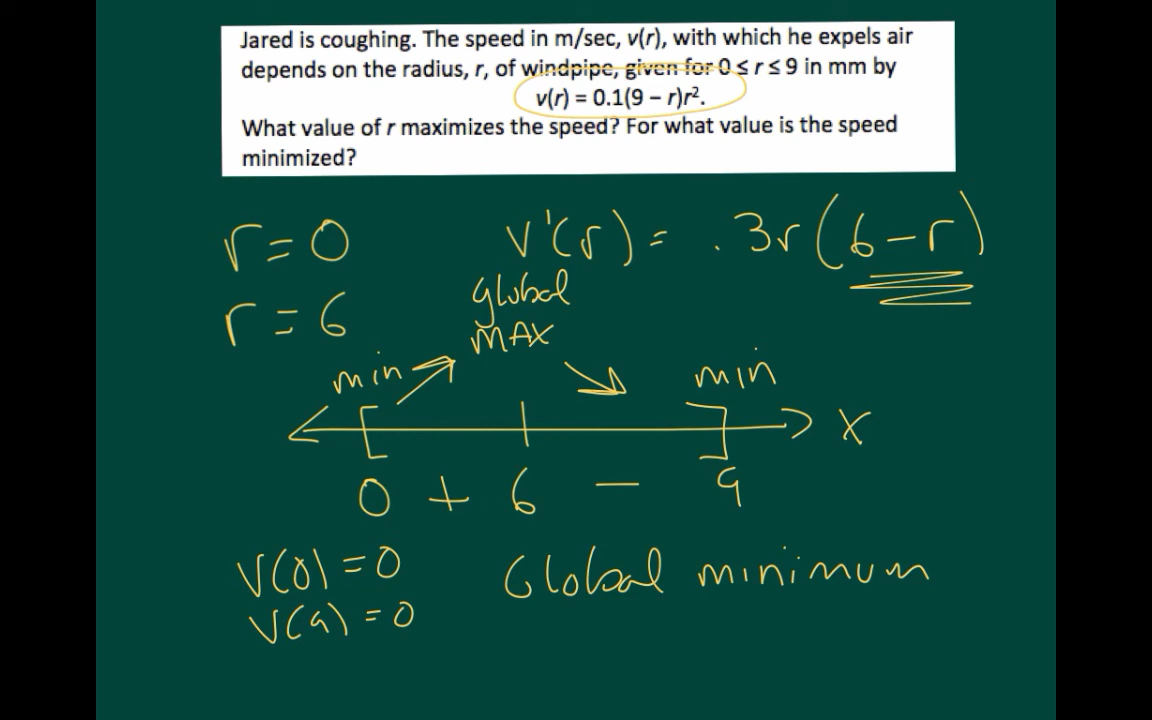 Jared is coughing. The speed in m/sec, v(r), with which he expels air
depends on the radius, r, of windpipe, given for 0 ≤ r ≤ 9 in mm by
v(r) = 0.1(9 – r)r².
What value of r maximizes the speed? For what value is the speed
minimized?
r = 0 v'(r) = .3r(6 – r)
r = 6 global
MAX
min min
x
0 + 6 – 9
v(0) = 0 Global minimum
v(9) = 0